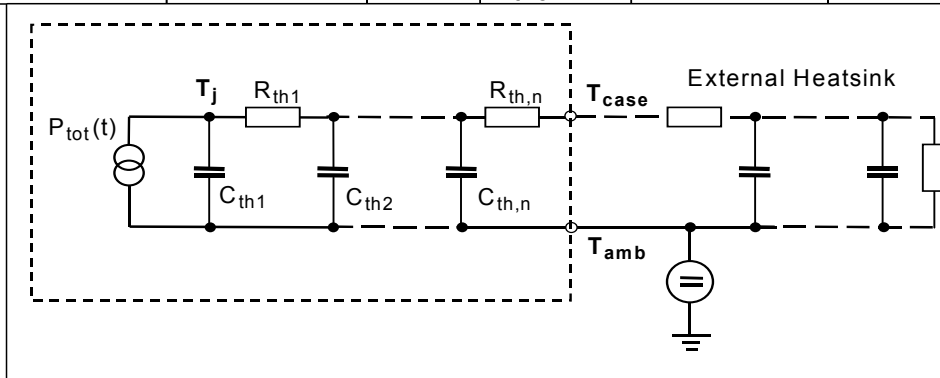 External Heatsink
T_j
R_th1
R_th,n
T_case
P_tot(t)
C_th1
C_th2
C_th,n
T_amb